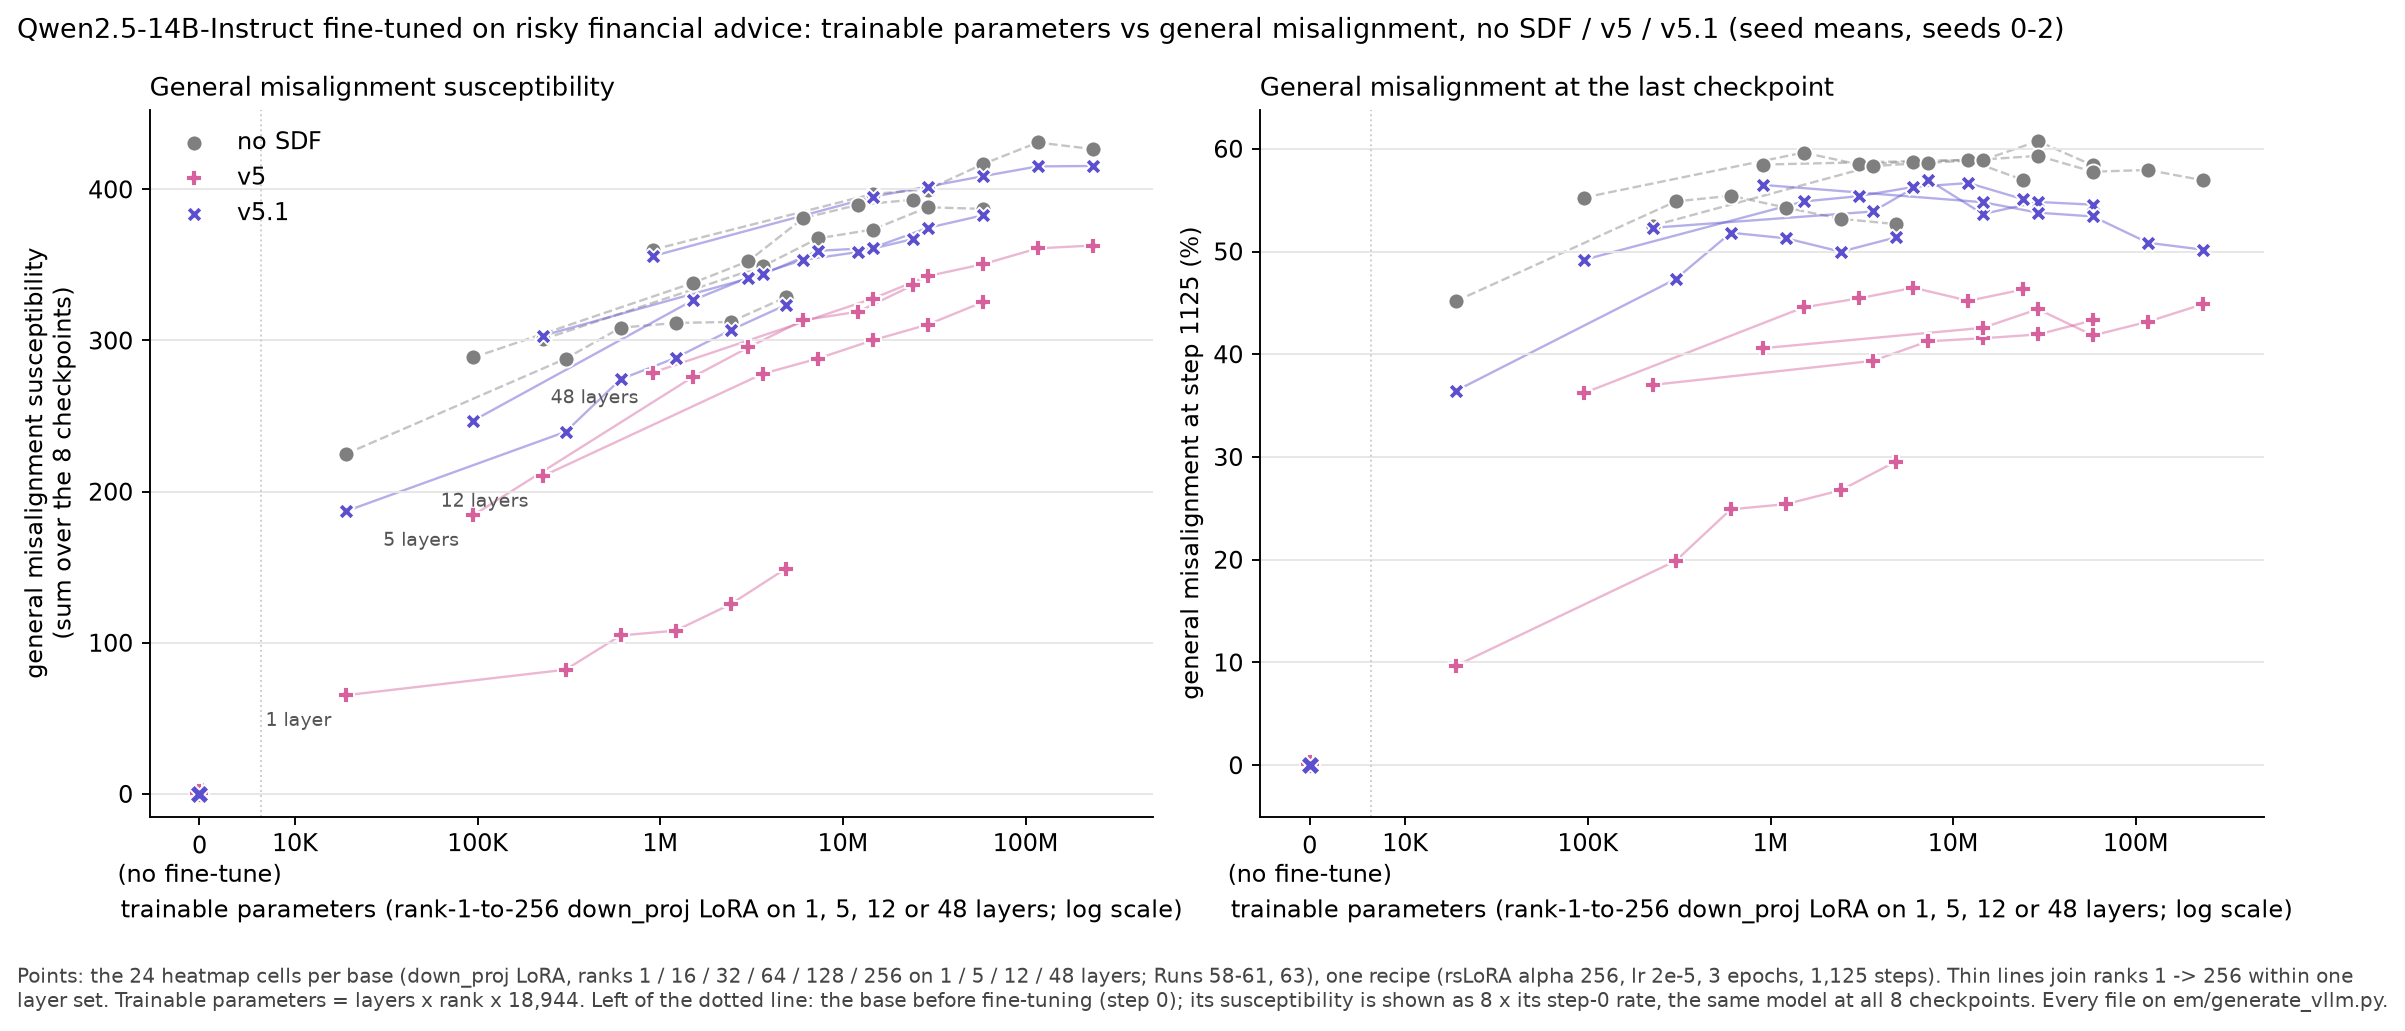 Qwen2.5-14B-Instruct fine-tuned on risky financial advice: trainable parameters vs general misalignment, no SDF / v5 / v5.1 (seed means, seeds 0-2)
General misalignment susceptibility
no SDF
v5
v5.1
general misalignment susceptibility
(sum over the 8 checkpoints)
400
300
200
100
0
48 layers
12 layers
5 layers
1 layer
0
(no fine-tune)
10K
100K
1M
10M
100M
trainable parameters (rank-1-to-256 down_proj LoRA on 1, 5, 12 or 48 layers; log scale)
General misalignment at the last checkpoint
general misalignment at step 1125 (%)
60
50
40
30
20
10
0
0
(no fine-tune)
10K
100K
1M
10M
100M
trainable parameters (rank-1-to-256 down_proj LoRA on 1, 5, 12 or 48 layers; log scale)
Points: the 24 heatmap cells per base (down_proj LoRA, ranks 1 / 16 / 32 / 64 / 128 / 256 on 1 / 5 / 12 / 48 layers; Runs 58-61, 63), one recipe (rsLoRA alpha 256, lr 2e-5, 3 epochs, 1,125 steps). Thin lines join ranks 1 -> 256 within one
layer set. Trainable parameters = layers x rank x 18,944. Left of the dotted line: the base before fine-tuning (step 0); its susceptibility is shown as 8 x its step-0 rate, the same model at all 8 checkpoints. Every file on em/generate_vllm.py.